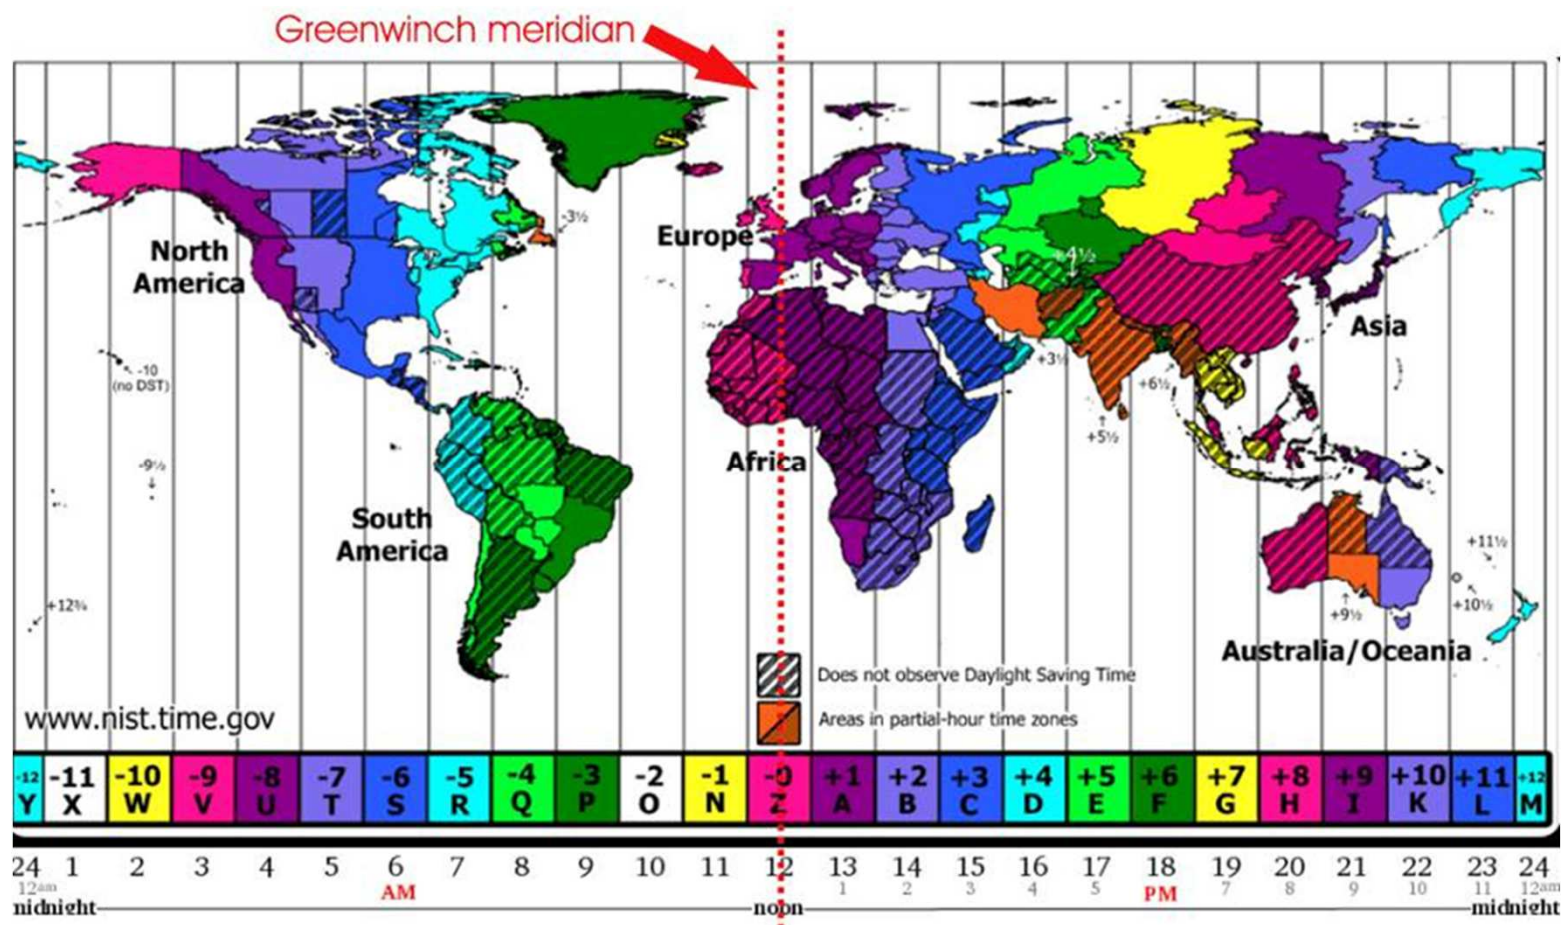 Greenwinch meridian
-3½
Europe
North
America
+4½
Asia
-10
(no DST)
+3½
+6½
+5½
-9½
Africa
South
America
+11½
+12¾
+10½
+9½
Australia/Oceania
Does not observe Daylight Saving Time
www.nist.time.gov
Areas in partial-hour time zones
-12 -11 -10 -9 -8 -7 -6 -5 -4 -3 -2 -1 -0 +1 +2 +3 +4 +5 +6 +7 +8 +9 +10 +11 +12
Y X W V U T S R Q P O N Z A B C D E F G H I K L M
24 1 2 3 4 5 6 7 8 9 10 11 12 13 14 15 16 17 18 19 20 21 22 23 24
12am AM 1 2 3 4 5 PM 7 8 9 10 11 12am
midnight noon midnight